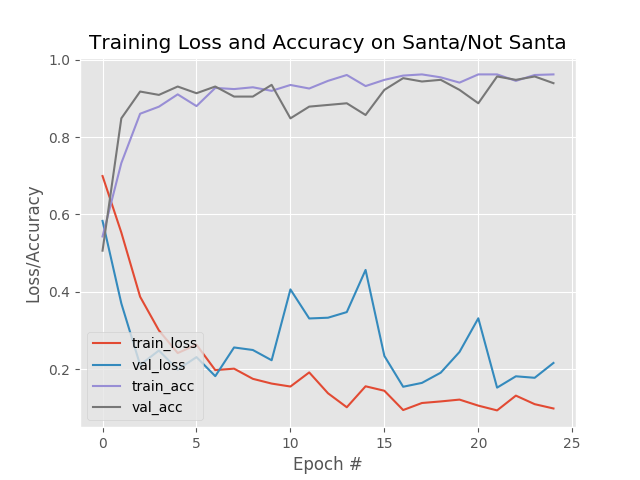 Training Loss and Accuracy on Santa/Not Santa
1.0
0.8
0.6
0.4
0.2
Loss/Accuracy
train_loss
val_loss
train_acc
val_acc
0 5 10 15 20 25
Epoch #